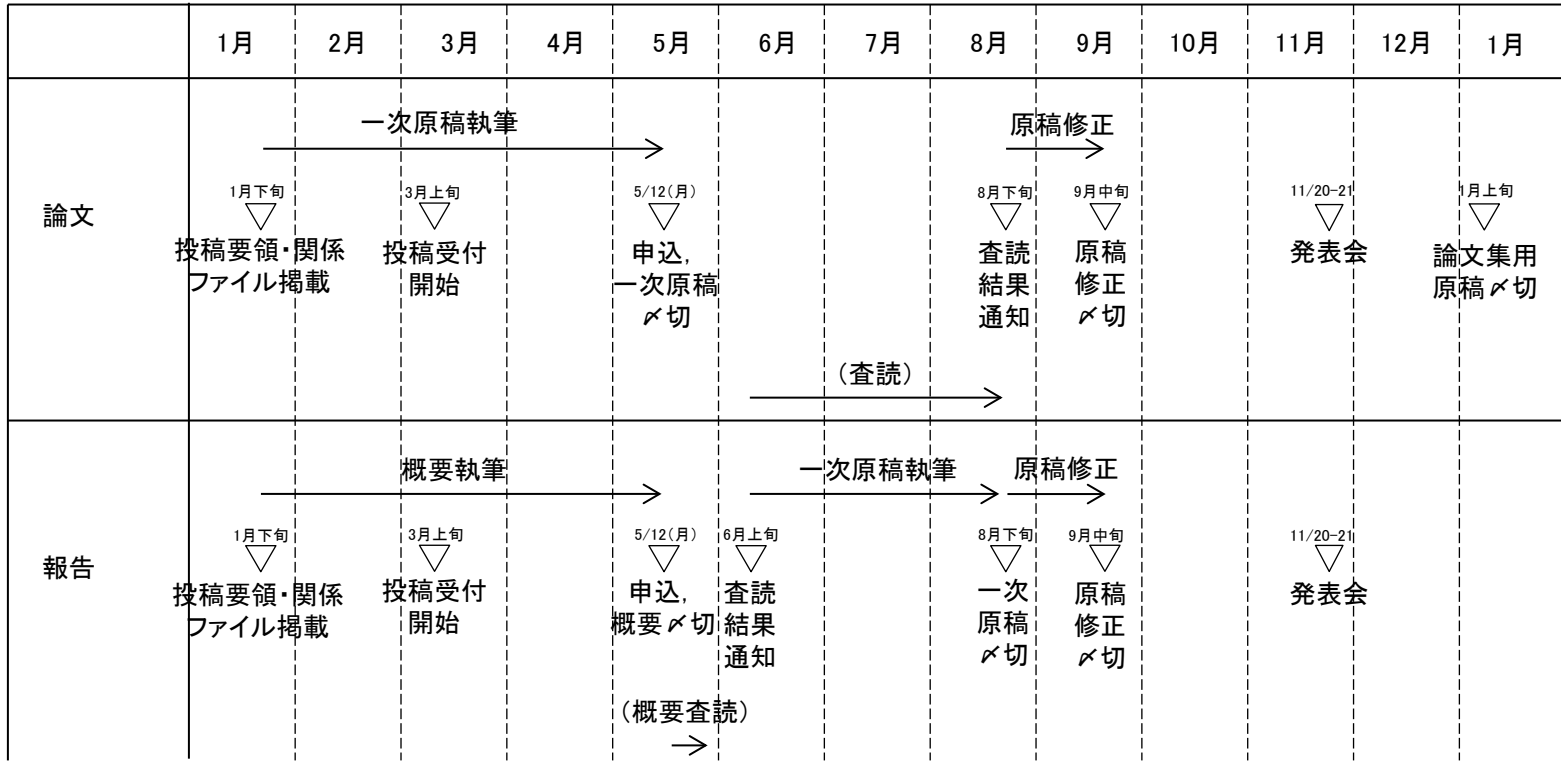 1月 2月 3月 4月 5月 6月 7月 8月 9月 10月 11月 12月 1月
論文
一次原稿執筆
原稿修正
1月下旬
投稿要領・関係
ファイル掲載
3月上旬
投稿受付
開始
5/12(月)
申込,
一次原稿
〆切
8月下旬
査読
結果
通知
9月中旬
原稿
修正
〆切
11/20-21
発表会
1月上旬
論文集用
原稿〆切
(査読)
報告
概要執筆
一次原稿執筆
原稿修正
1月下旬
投稿要領・関係
ファイル掲載
3月上旬
投稿受付
開始
5/12(月)
申込,
概要〆切
6月上旬
査読
結果
通知
8月下旬
一次
原稿
〆切
9月中旬
原稿
修正
〆切
11/20-21
発表会
(概要査読)